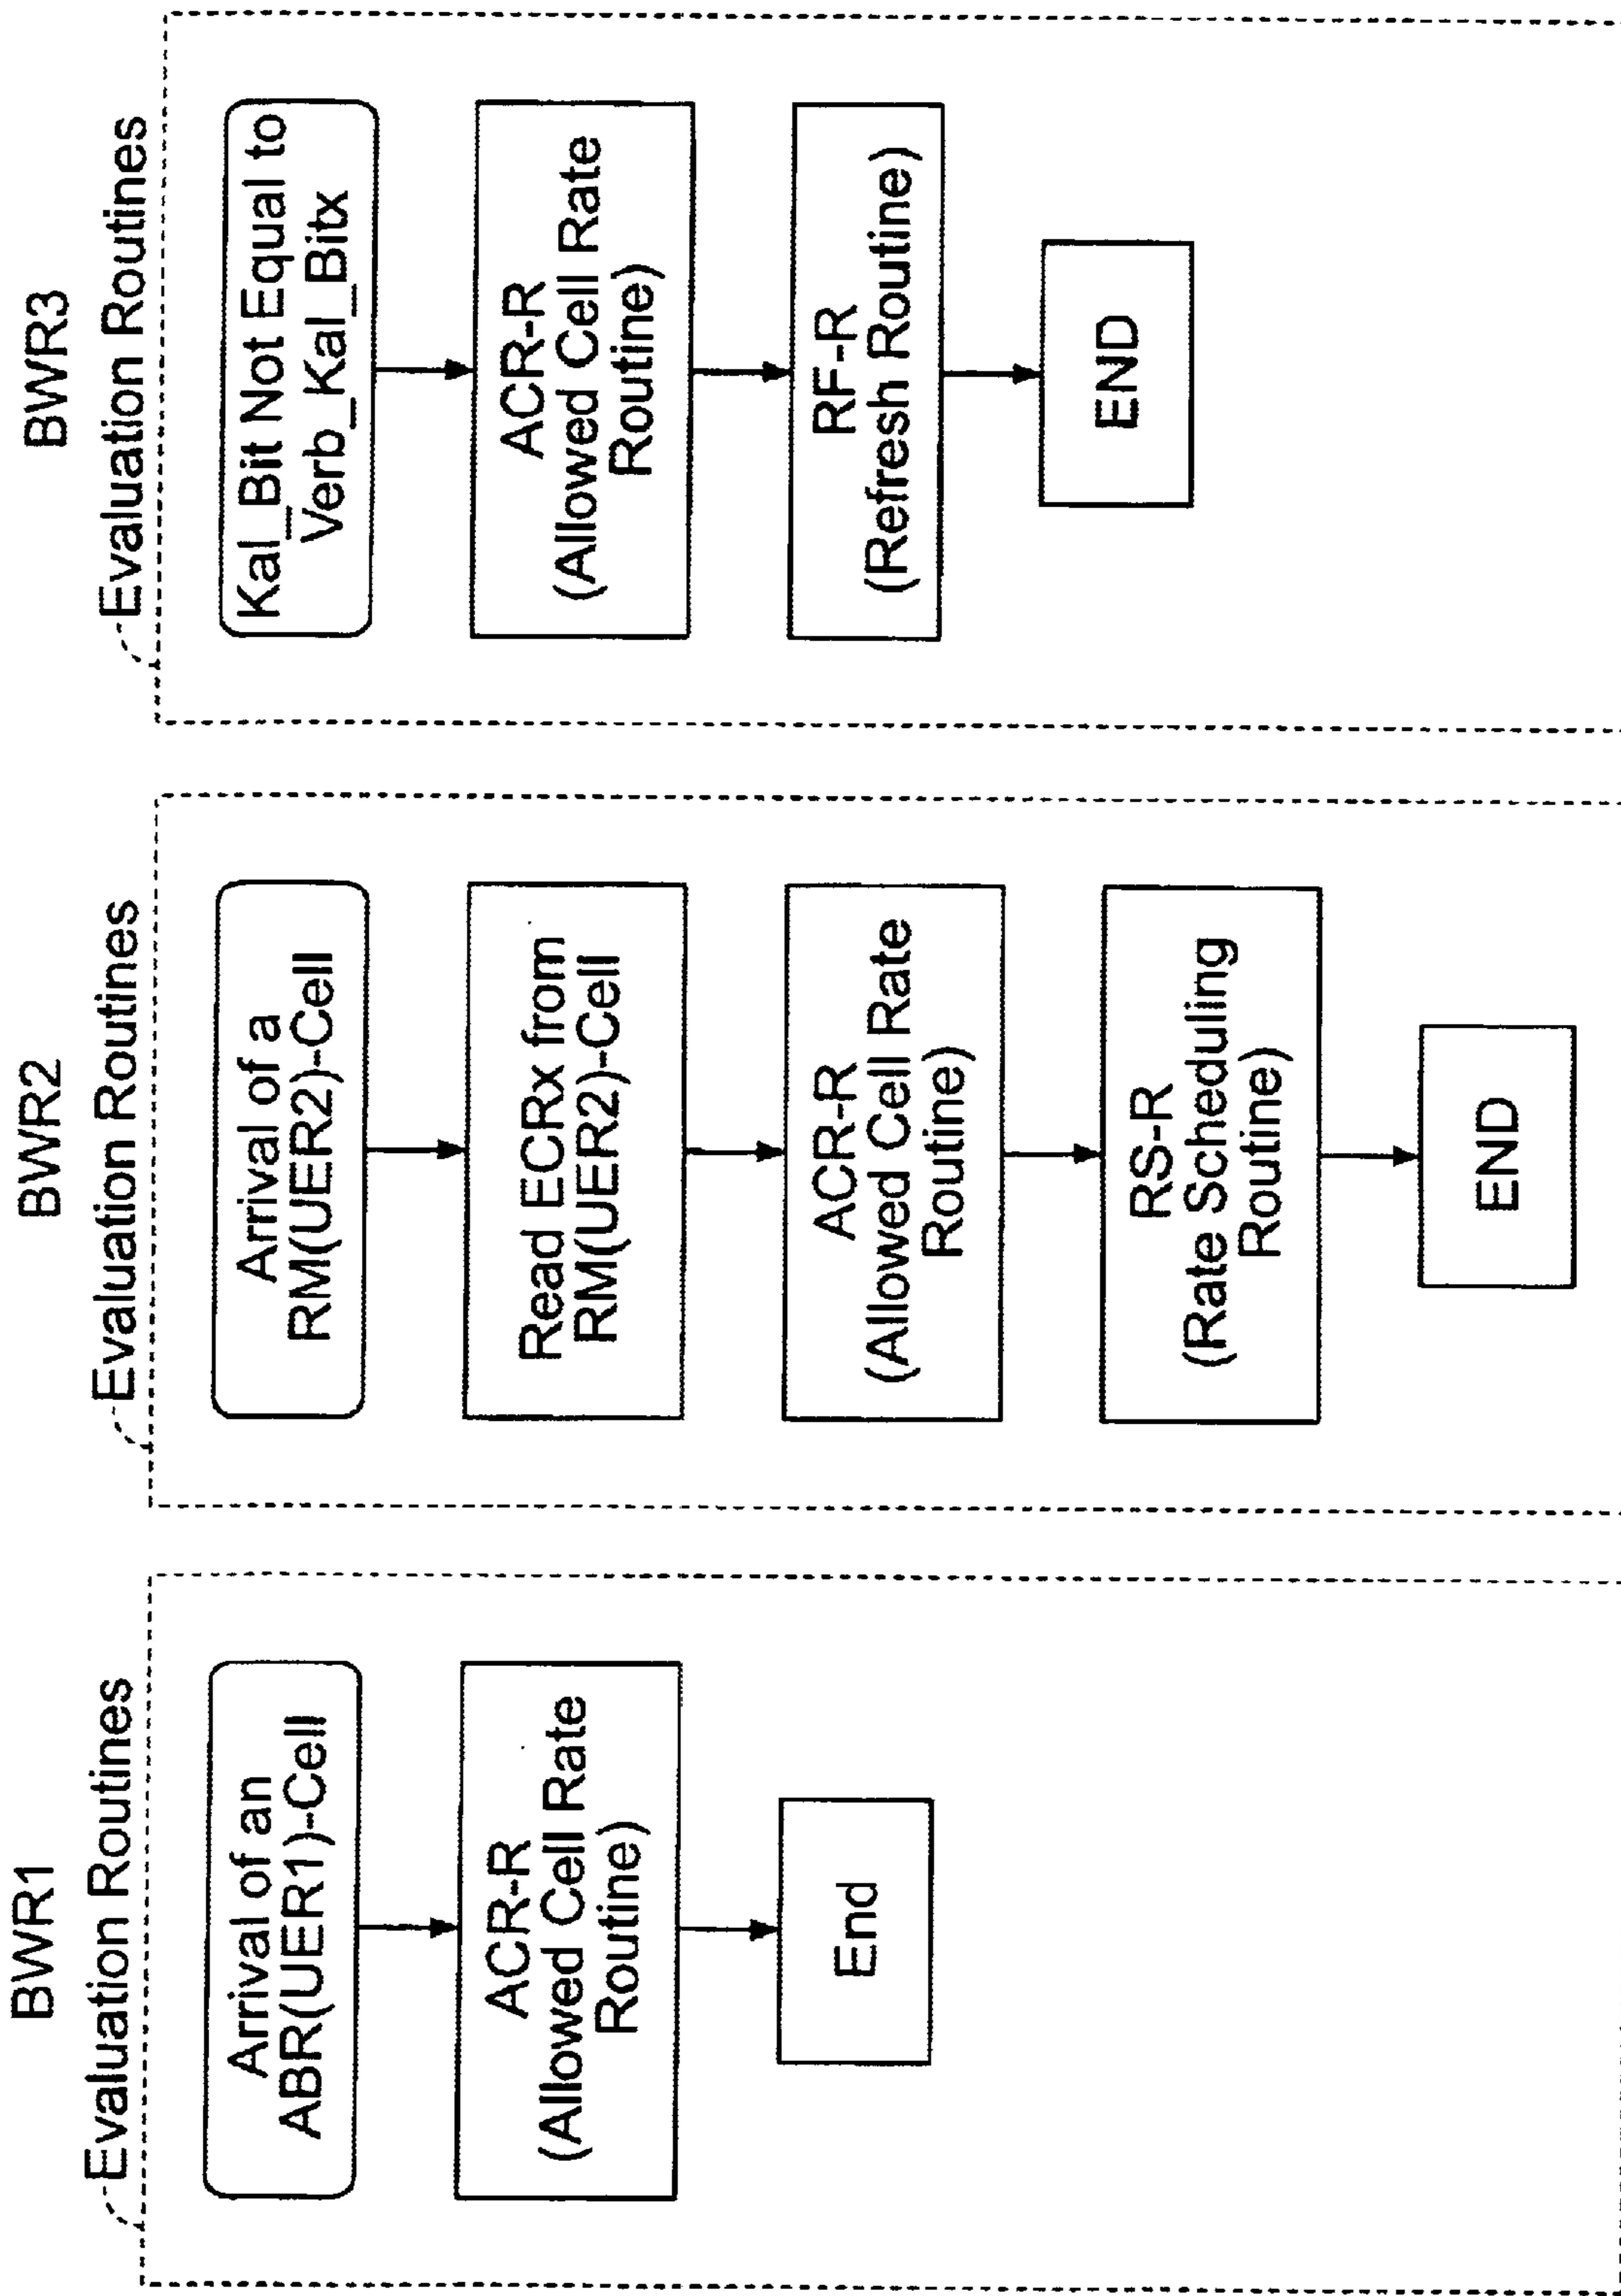 BWR1
Evaluation Routines
Arrival of an
ABR(UER1)-Cell
ACR-R
(Allowed Cell Rate
Routine)
End
BWR2
Evaluation Routines
Arrival of a
RM(UER2)-Cell
Read ECRx from
RM(UER2)-Cell
ACR-R
(Allowed Cell Rate
Routine)
RS-R
(Rate Scheduling
Routine)
END
BWR3
Evaluation Routines
Kal_Bit Not Equal to
Verb_Kal_Bitx
ACR-R
(Allowed Cell Rate
Routine)
RF-R
(Refresh Routine)
END